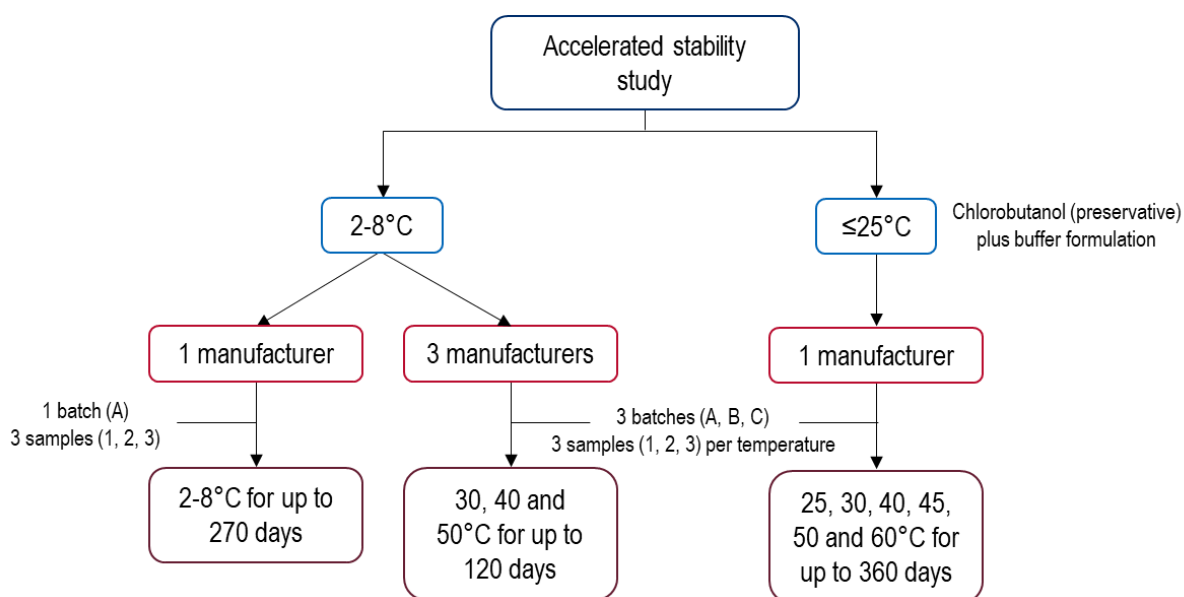 Accelerated stability
study
2-8°C
≤25°C
Chlorobutanol (preservative)
plus buffer formulation
1 manufacturer
3 manufacturers
1 manufacturer
1 batch (A)
3 samples (1, 2, 3)
3 batches (A, B, C)
3 samples (1, 2, 3) per temperature
2-8°C for up to
270 days
30, 40 and
50°C for up to
120 days
25, 30, 40, 45,
50 and 60°C for
up to 360 days